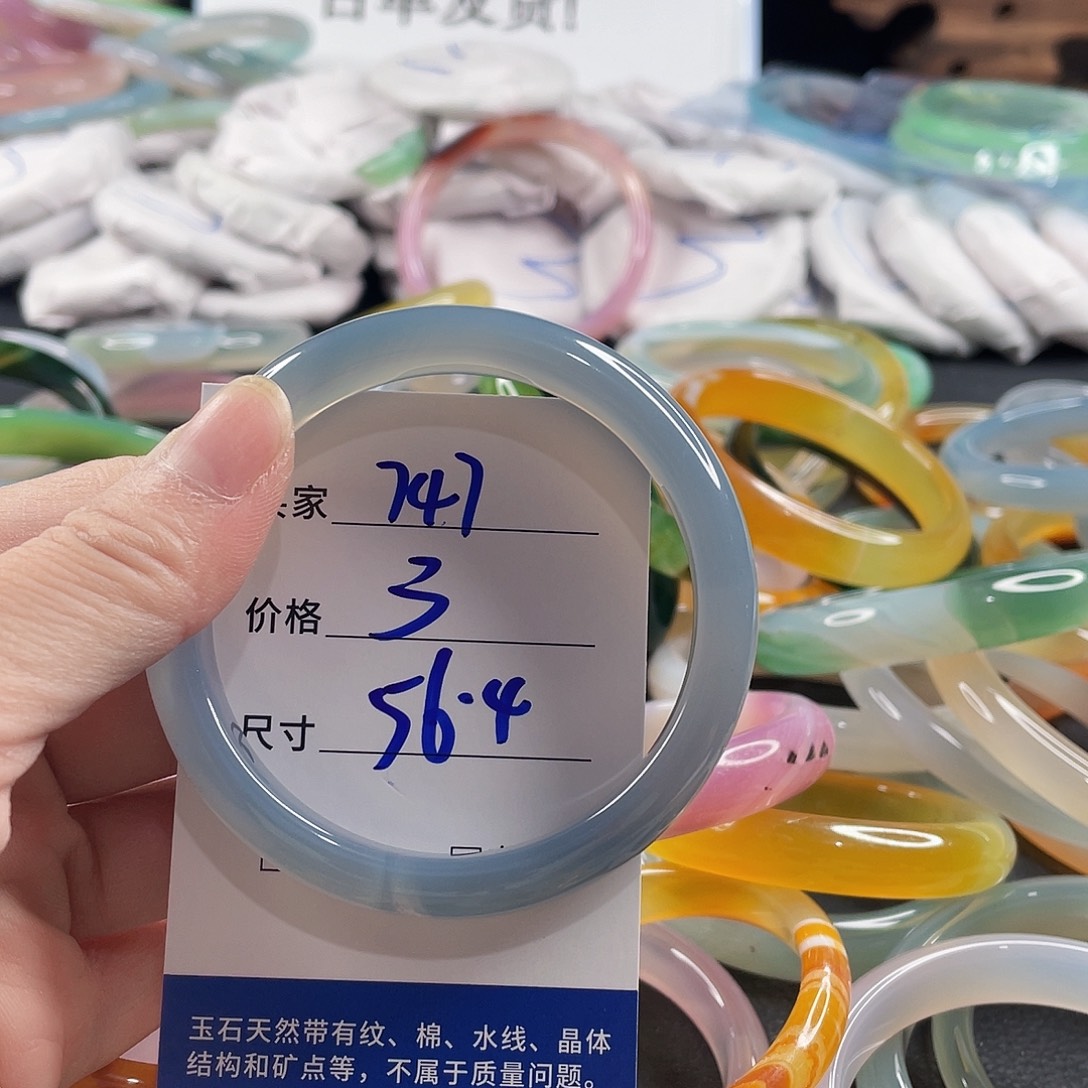 家 747
价格 3
尺寸 56.4
玉石天然带有纹、棉、水线、晶体
结构和矿点等，不属于质量问题。